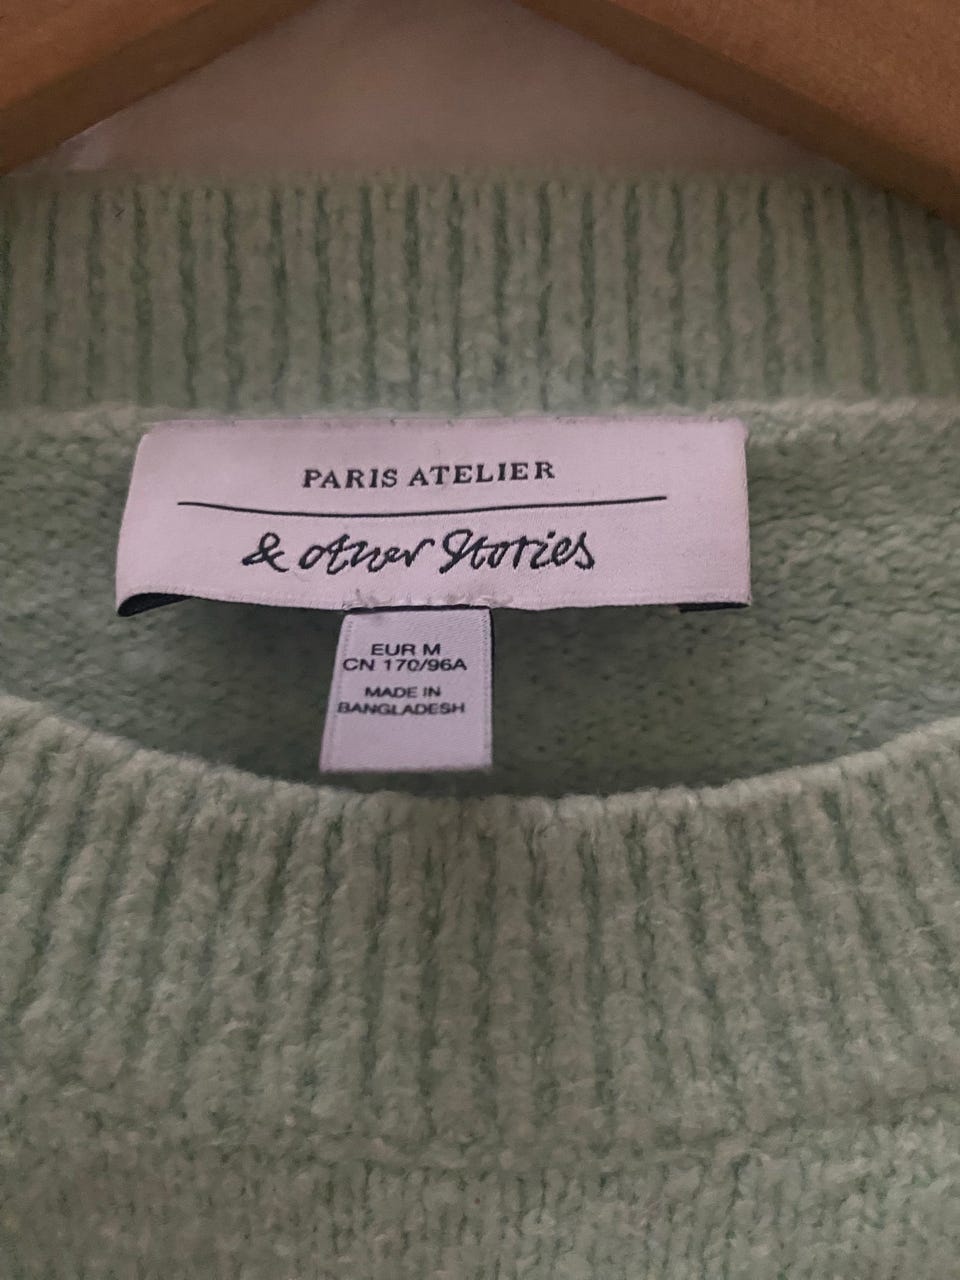 PARIS ATELIER
& other Stories
EUR M
CN 170/96A
MADE IN
BANGLADESH